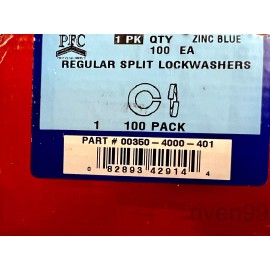 PFC 1 PK QTY ZINC BLUE
100 EA
REGULAR SPLIT LOCKWASHERS
1 100 PACK
PART # 00350-4000-401
0 82893 42914 4
riven99